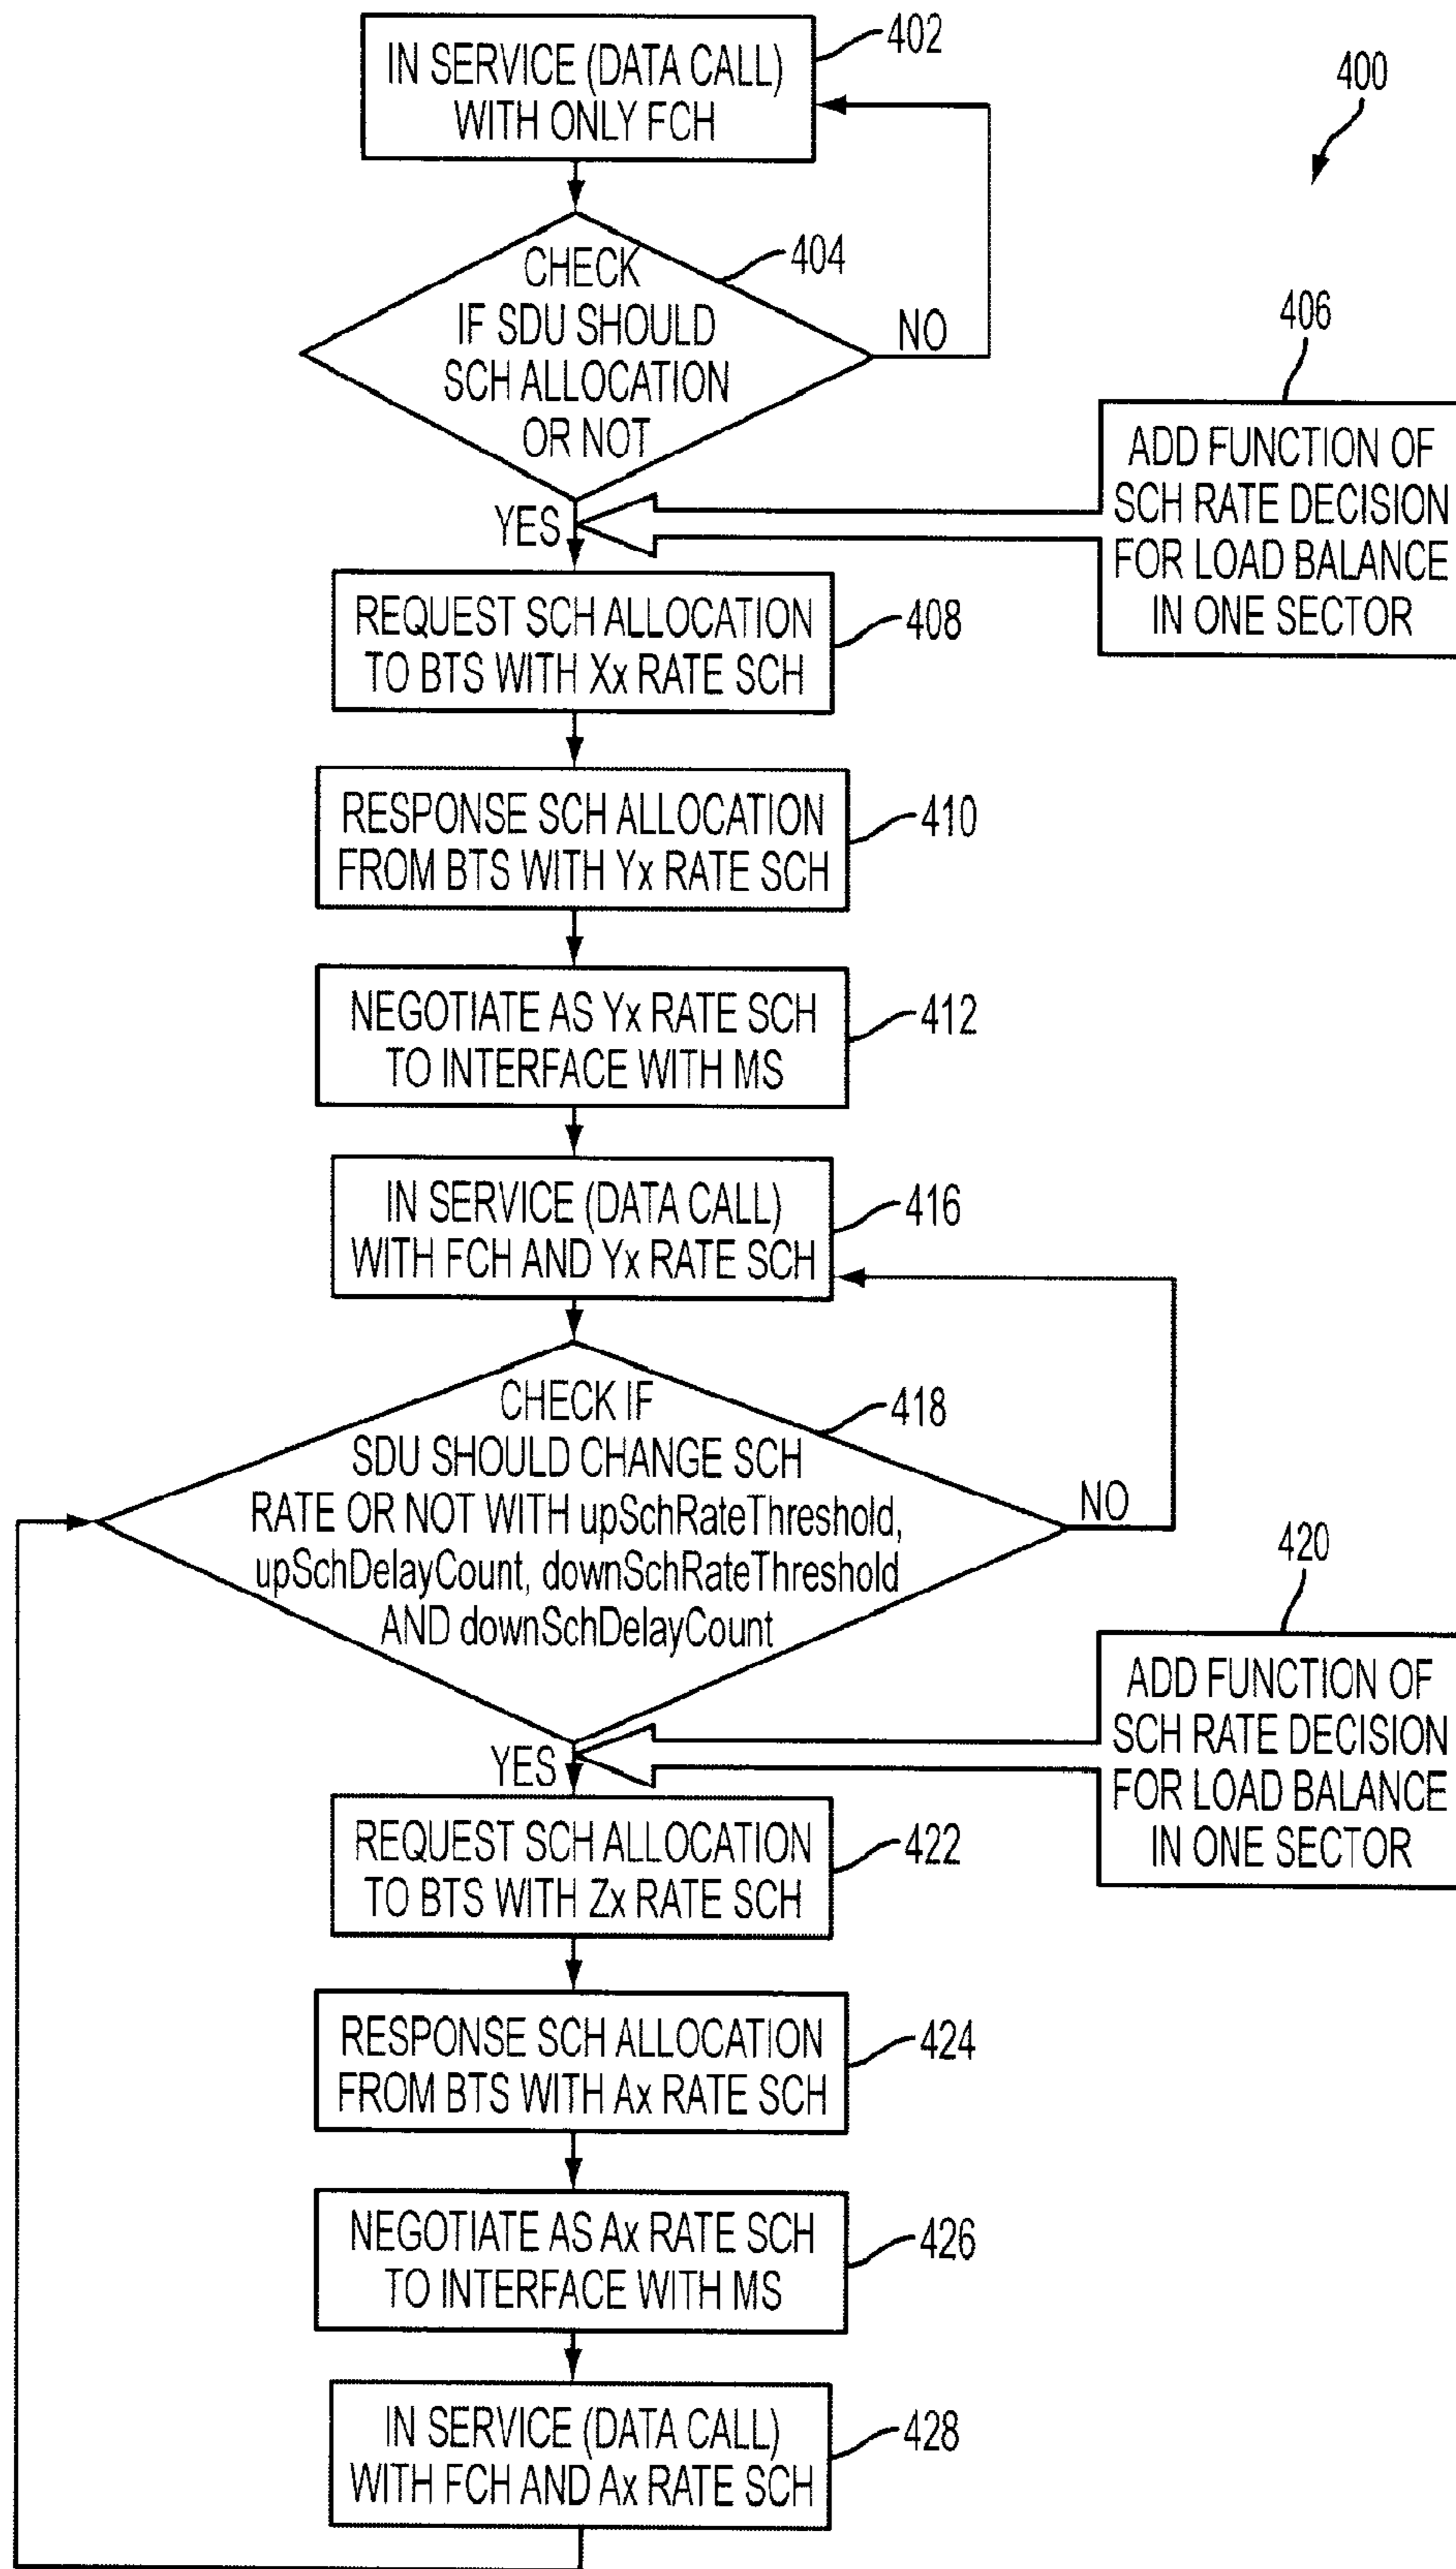 400
402
IN SERVICE (DATA CALL)
WITH ONLY FCH
404
CHECK
IF SDU SHOULD
SCH ALLOCATION
OR NOT
NO
YES
406
ADD FUNCTION OF
SCH RATE DECISION
FOR LOAD BALANCE
IN ONE SECTOR
REQUEST SCH ALLOCATION
TO BTS WITH Xx RATE SCH
408
RESPONSE SCH ALLOCATION
FROM BTS WITH Yx RATE SCH
410
NEGOTIATE AS Yx RATE SCH
TO INTERFACE WITH MS
412
IN SERVICE (DATA CALL)
WITH FCH AND Yx RATE SCH
416
CHECK IF
SDU SHOULD CHANGE SCH
RATE OR NOT WITH upSchRateThreshold,
upSchDelayCount, downSchRateThreshold
AND downSchDelayCount
418
NO
YES
420
ADD FUNCTION OF
SCH RATE DECISION
FOR LOAD BALANCE
IN ONE SECTOR
REQUEST SCH ALLOCATION
TO BTS WITH Zx RATE SCH
422
RESPONSE SCH ALLOCATION
FROM BTS WITH Ax RATE SCH
424
NEGOTIATE AS Ax RATE SCH
TO INTERFACE WITH MS
426
IN SERVICE (DATA CALL)
WITH FCH AND Ax RATE SCH
428